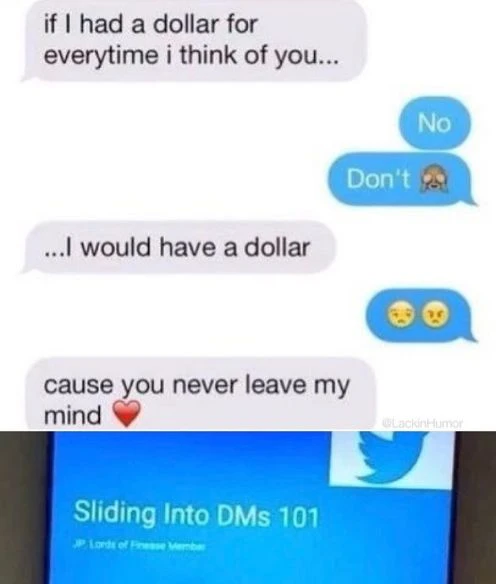 if I had a dollar for
everytime i think of you...
No
Don't 🙈
...I would have a dollar
😒😠
cause you never leave my
mind ❤️
@LackinHumor
Sliding Into DMs 101
JP, Lords of Finesse Member